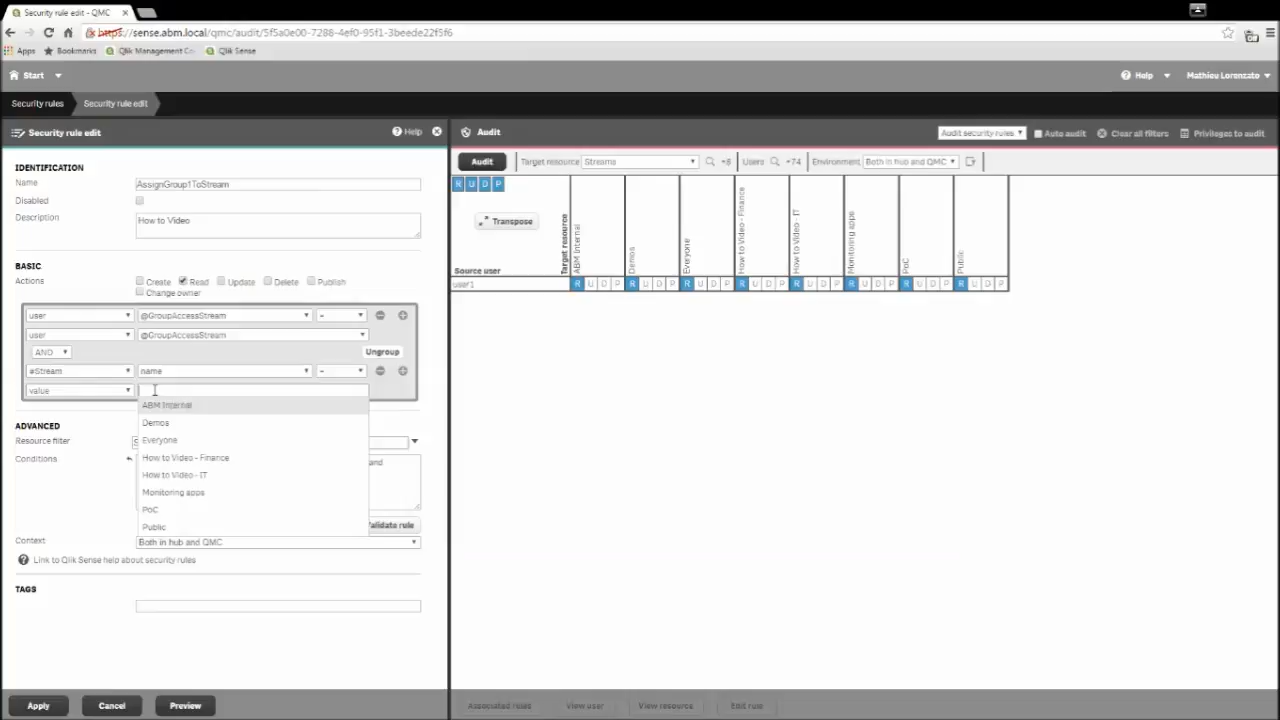 Security rule edit - QMC
https://sense.abm.local/qmc/audit/5f5a0e00-7288-4ef0-95f1-3beede22f5f6
Apps Bookmarks Qlik Management Co Qlik Sense
Start Help Mathieu Lorenzato
Security rules Security rule edit
Security rule edit Help
Audit Audit security rules Auto audit Clear all filters Privileges to audit
Audit Target resource Streams +8 Users +74 Environment Both in hub and QMC
IDENTIFICATION
Name AssignGroup1ToStream
Disabled
Description How to Video
BASIC
Actions Create Read Update Delete Publish
Change owner
user @GroupAccessStream =
user @GroupAccessStream
AND Ungroup
#Stream name =
value
ABM Internal
Demos
Everyone
How to Video - Finance
How to Video - IT
Monitoring apps
PoC
Public
ADVANCED
Resource filter
Conditions and
Validate rule
Context Both in hub and QMC
Link to Qlik Sense help about security rules
TAGS
Apply Cancel Preview
R U D P
Transpose
Target resource
ABM Internal
Demos
Everyone
How to Video - Finance
How to Video - IT
Monitoring apps
PoC
Public
Source user
user1 R U D P R U D P R U D P R U D P R U D P R U D P R U D P R U D P
Associated rules View user View resource Edit rule